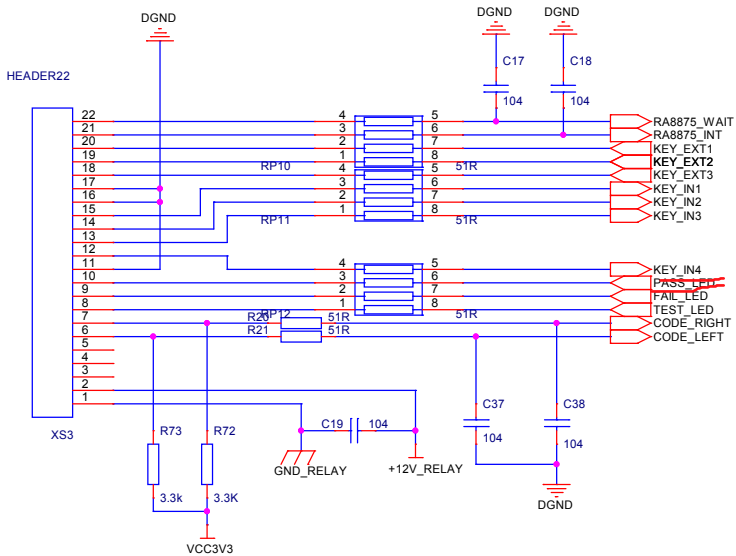 DGND DGND DGND
C17 C18
HEADER22
104 104
22 4 5 RA8875_WAIT
21 3 6 RA8875_INT
20 2 7 KEY_EXT1
19 1 8 KEY_EXT2
RP10 51R
18 4 5 KEY_EXT3
17 3 6 KEY_IN1
16 2 7 KEY_IN2
15 1 8 KEY_IN3
RP11 51R
14
13
12
11 4 5 KEY_IN4
10 3 6 PASS_LED
9 2 7 FAIL_LED
8 1 8 TEST_LED
RP12 51R
7 R20 51R CODE_RIGHT
6 R21 51R CODE_LEFT
5
4
3
2
1
C37 C38
XS3 R73 R72 C19 104
104 104
GND_RELAY +12V_RELAY
3.3k 3.3K
DGND
VCC3V3